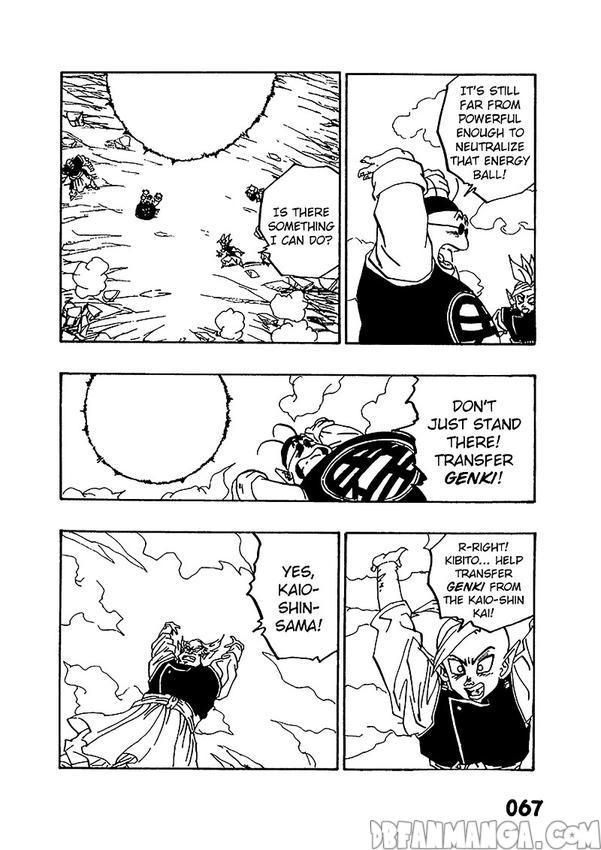 IT'S STILL
FAR FROM
POWERFUL
ENOUGH TO
NEUTRALIZE
THAT ENERGY
BALL!
IS THERE
SOMETHING
I CAN DO?
DON'T
JUST STAND
THERE!
TRANSFER
GENKI!
R-RIGHT!
KIBITO... HELP
TRANSFER
GENKI FROM
THE KAIO-SHIN
KAI!
YES,
KAIO-
SHIN-
SAMA!
067
DBFANMANGA.COM